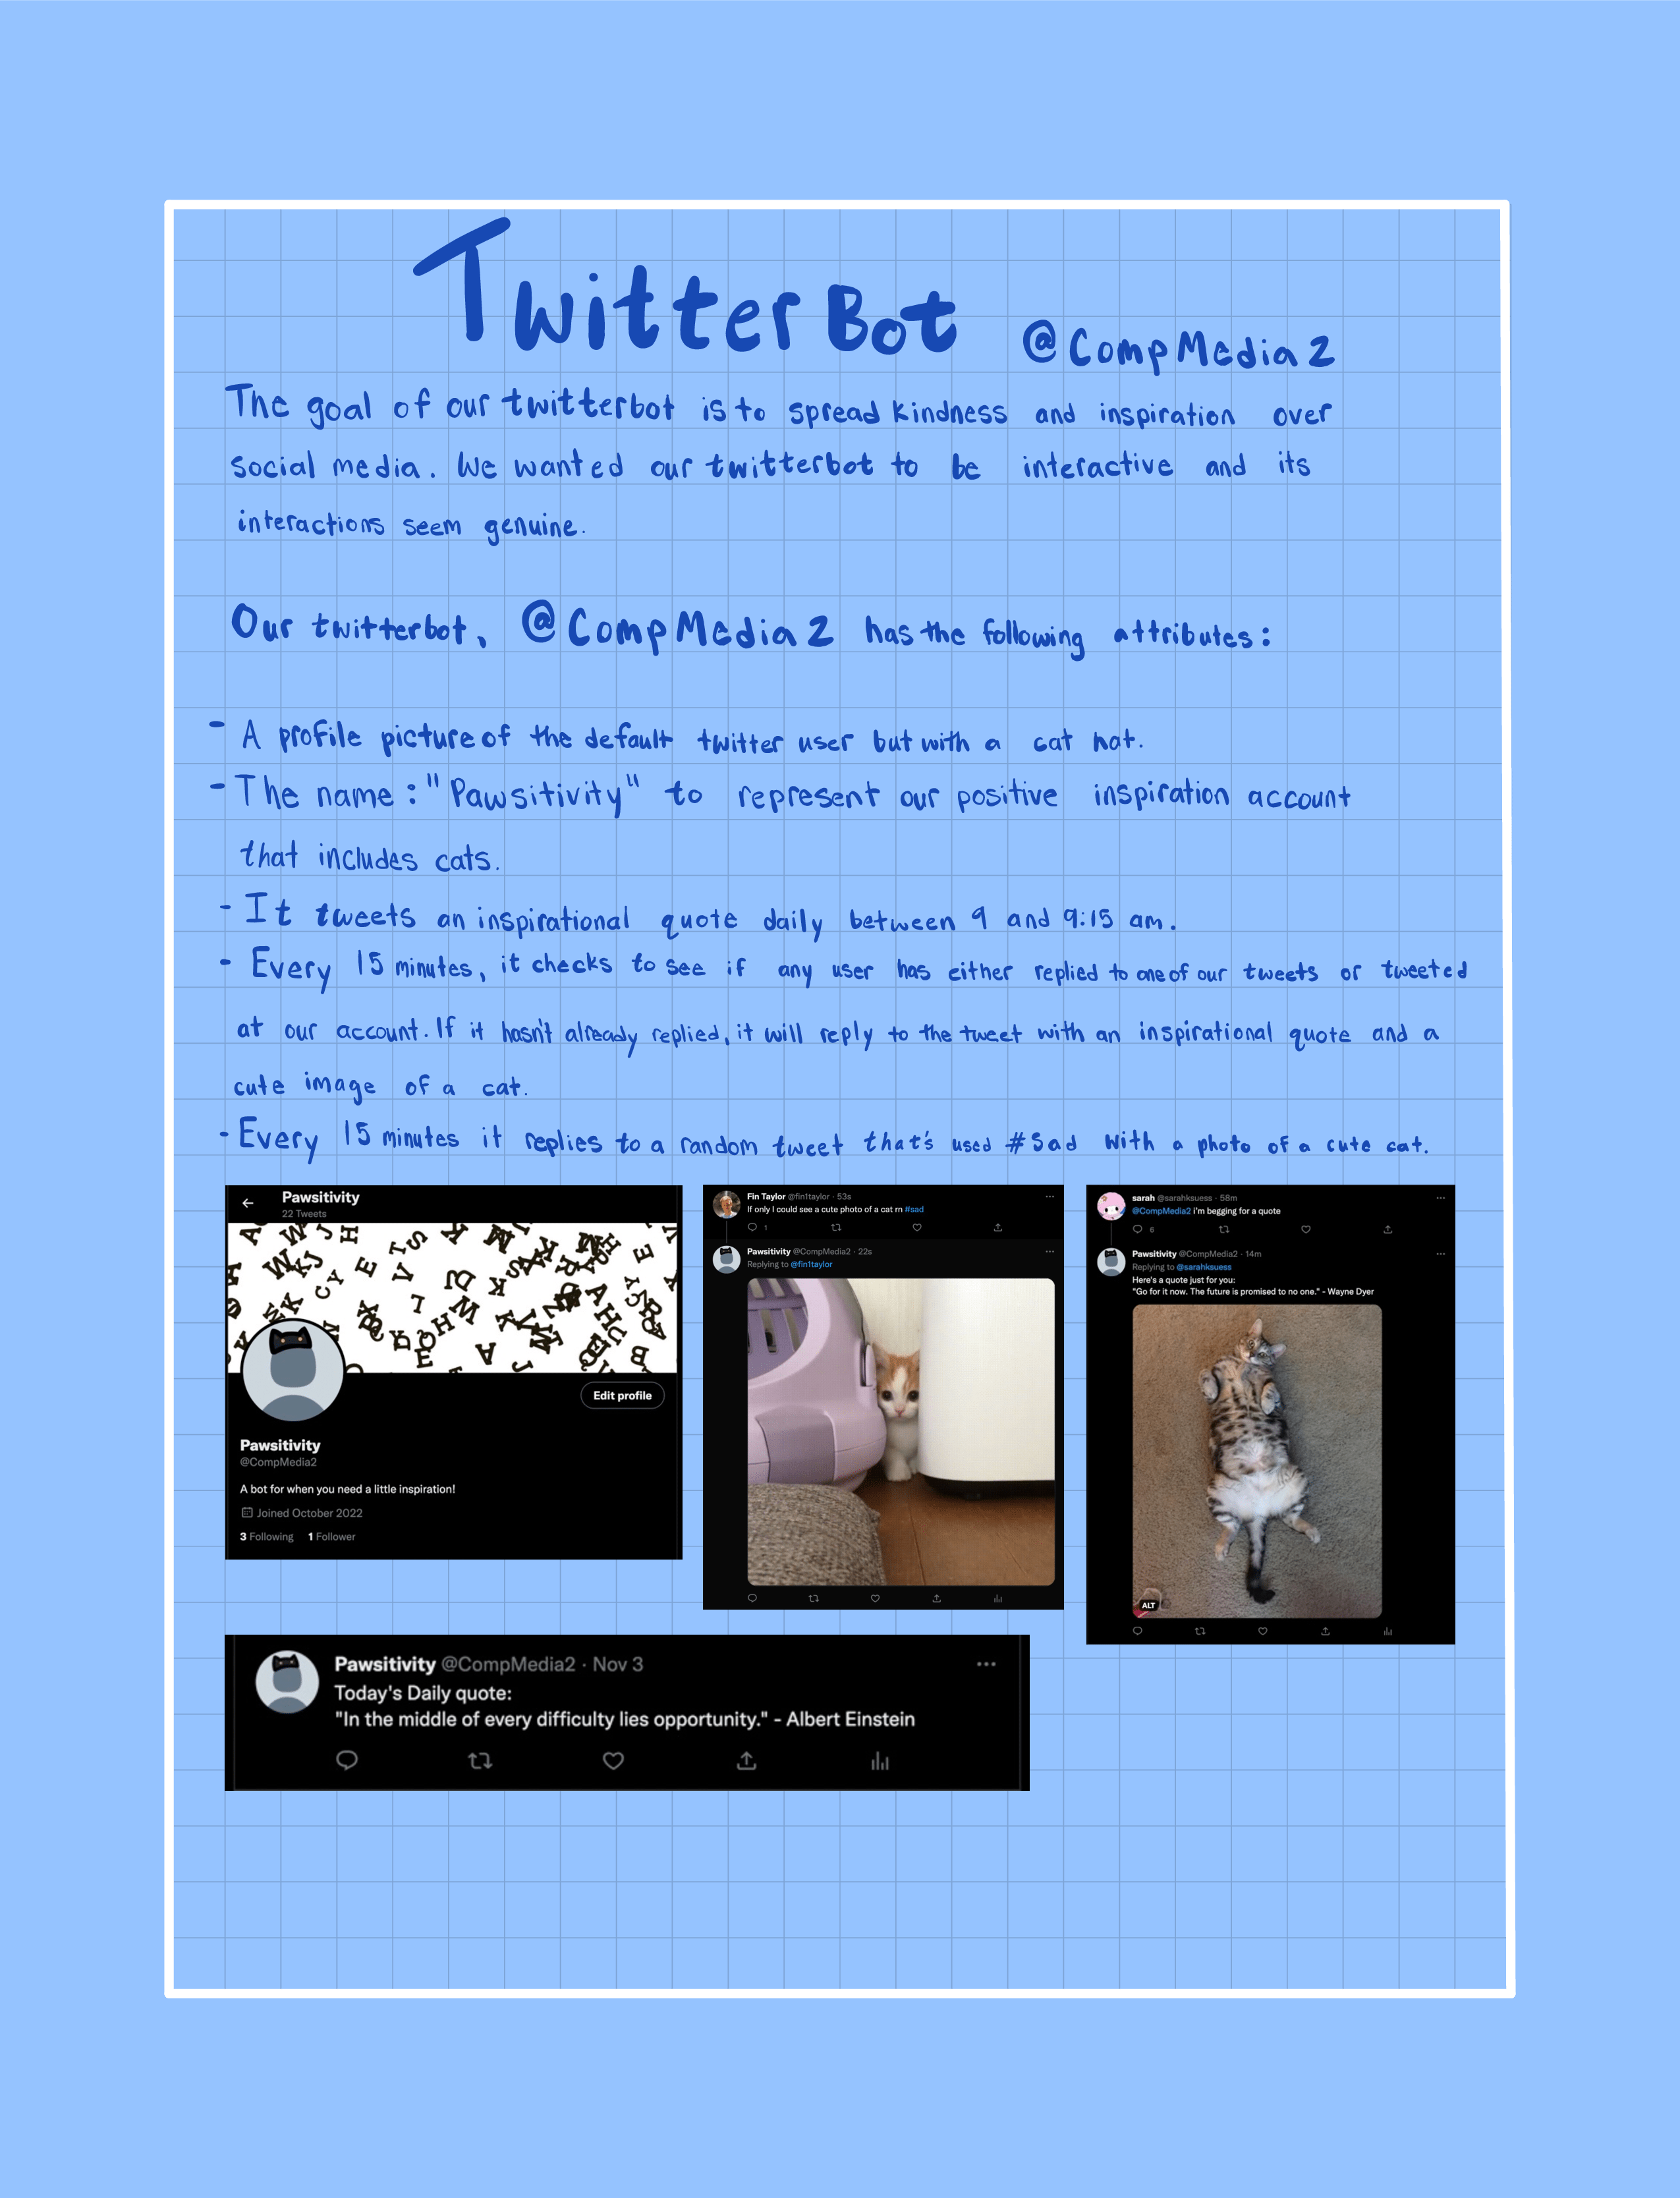 Twitter Bot @CompMedia2
The goal of our twitterbot is to spread kindness and inspiration over
social media. We wanted our twitterbot to be interactive and its
interactions seem genuine.
Our twitterbot, @CompMedia2 has the following attributes:
- A profile picture of the default twitter user but with a cat hat.
- The name: "Pawsitivity" to represent our positive inspiration account
that includes cats.
- It tweets an inspirational quote daily between 9 and 9:15 am.
- Every 15 minutes, it checks to see if any user has either replied to one of our tweets or tweeted
at our account. If it hasn't already replied, it will reply to the tweet with an inspirational quote and a
cute image of a cat.
- Every 15 minutes it replies to a random tweet that's used #Sad with a photo of a cute cat.
Pawsitivity
22 Tweets
Edit profile
Pawsitivity
@CompMedia2
A bot for when you need a little inspiration!
Joined October 2022
3 Following 1 Follower
Fin Taylor @fin1taylor · 53s
If only I could see a cute photo of a cat rn #sad
1
Pawsitivity @CompMedia2 · 22s
Replying to @fin1taylor
sarah @sarahksuess · 58m
@CompMedia2 i'm begging for a quote
6
Pawsitivity @CompMedia2 · 14m
Replying to @sarahksuess
Here's a quote just for you:
"Go for it now. The future is promised to no one." - Wayne Dyer
ALT
Pawsitivity @CompMedia2 · Nov 3
Today's Daily quote:
"In the middle of every difficulty lies opportunity." - Albert Einstein